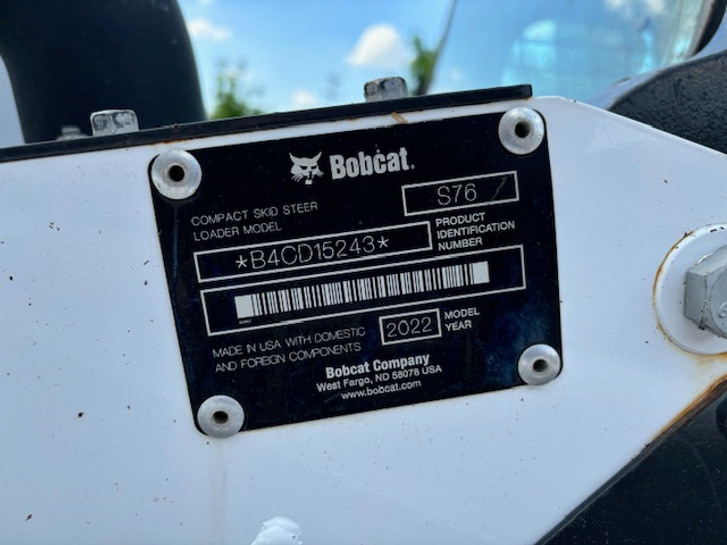 Bobcat.
COMPACT SKID STEER
LOADER MODEL
S76
*B4CD15243*
PRODUCT
IDENTIFICATION
NUMBER
MADE IN USA WITH DOMESTIC
AND FOREIGN COMPONENTS
2022
MODEL
YEAR
Bobcat Company
West Fargo, ND 58078 USA
www.bobcat.com